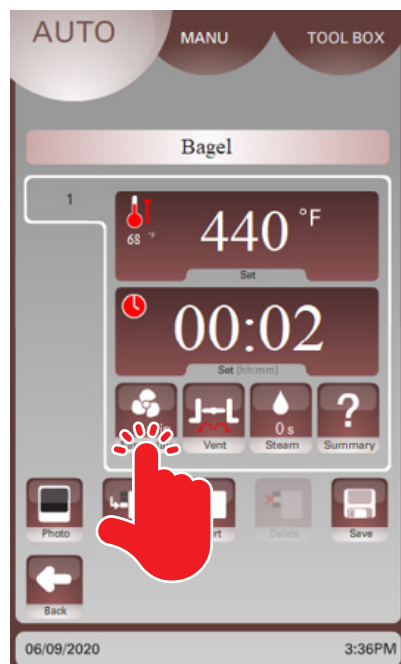 AUTO MANU TOOL BOX
Bagel
1
68 °F
440 °F
Set
00:02
Set (hh:mm)
0 s
Vent Steam Summary
Photo Delete Save
Back
06/09/2020 3:36PM